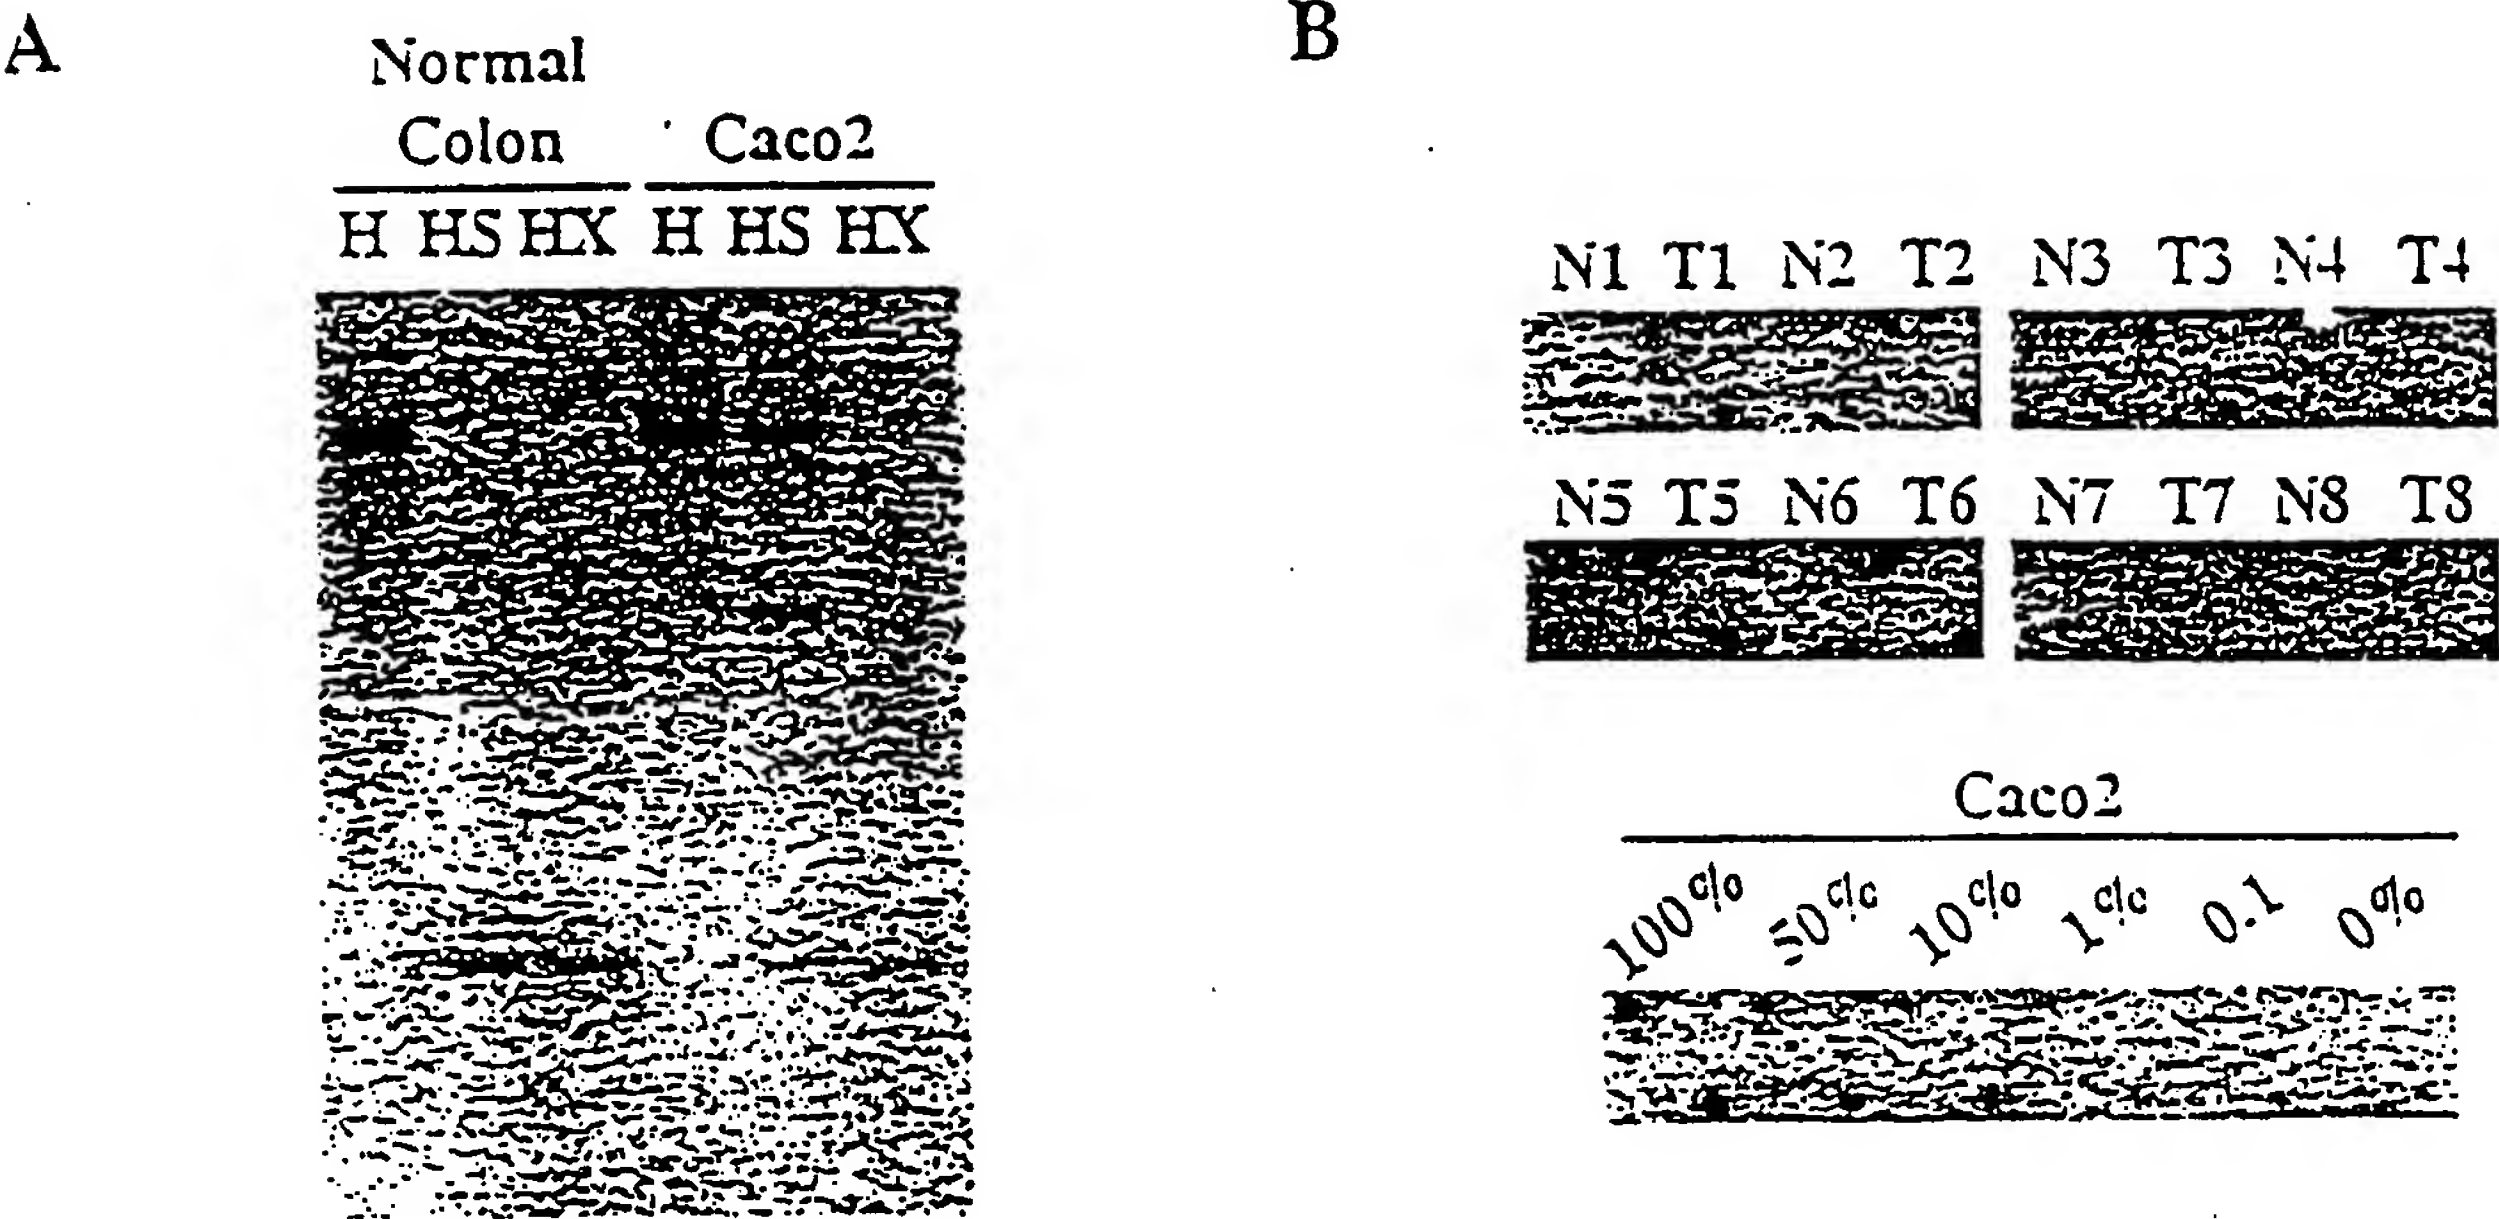 A
Normal
Colon Caco2
H HS HX H HS HX
B
N1 T1 N2 T2 N3 T3 N4 T4
N5 T5 N6 T6 N7 T7 N8 T8
Caco2
100% 50% 10% 1% 0.1 0%